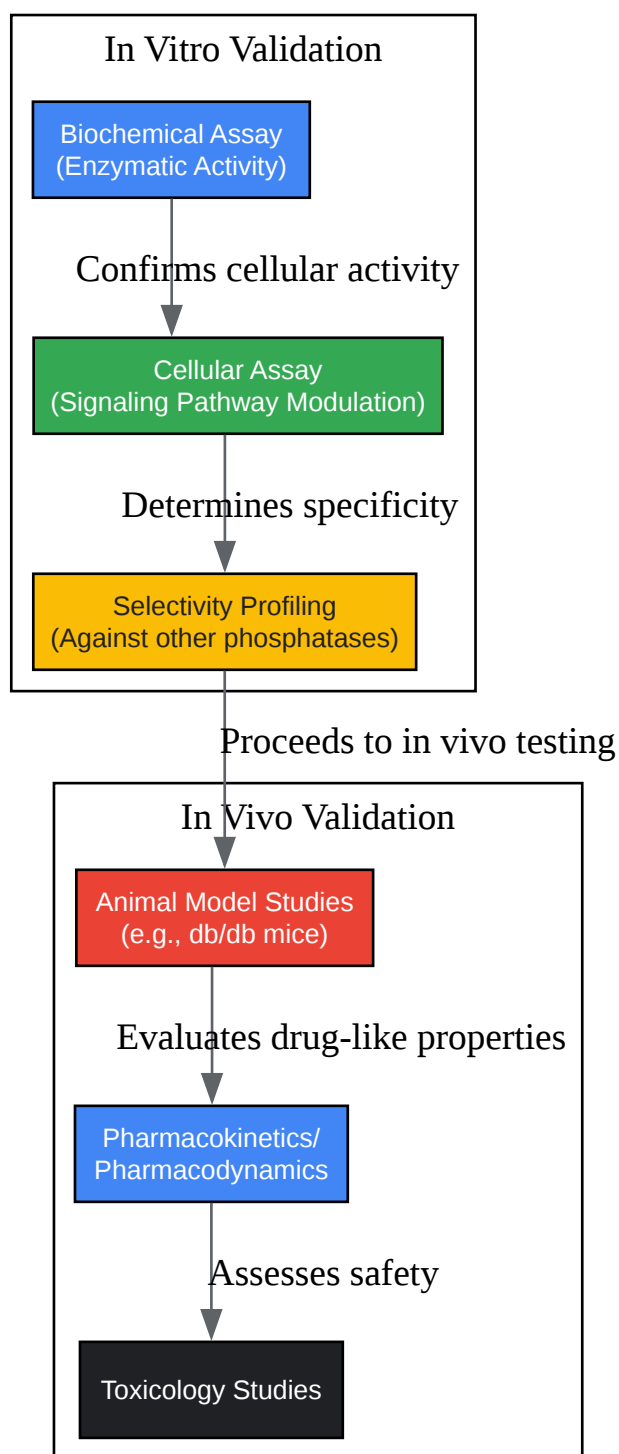 In Vitro Validation
Biochemical Assay
(Enzymatic Activity)
Confirms cellular activity
Cellular Assay
(Signaling Pathway Modulation)
Determines specificity
Selectivity Profiling
(Against other phosphatases)
Proceeds to in vivo testing
In Vivo Validation
Animal Model Studies
(e.g., db/db mice)
Evaluates drug-like properties
Pharmacokinetics/
Pharmacodynamics
Assesses safety
Toxicology Studies